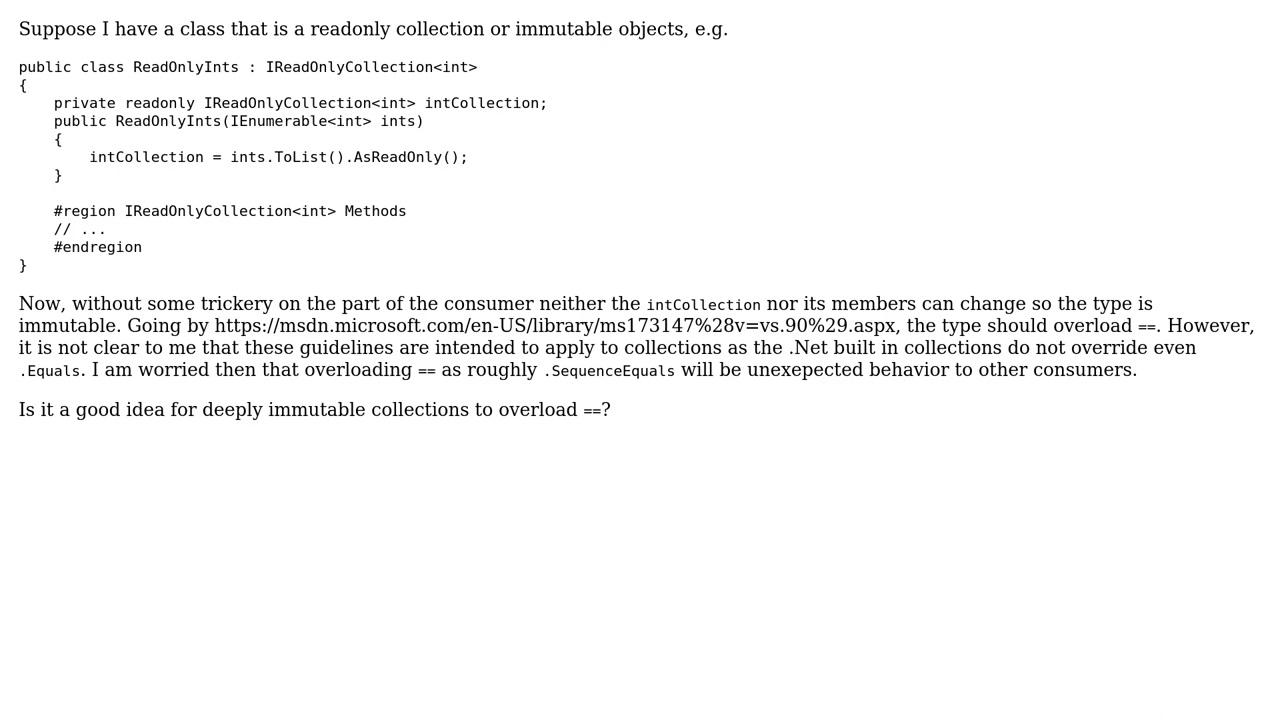 Suppose I have a class that is a readonly collection or immutable objects, e.g.
public class ReadOnlyInts : IReadOnlyCollection<int>
{
    private readonly IReadOnlyCollection<int> intCollection;
    public ReadOnlyInts(IEnumerable<int> ints)
    {
        intCollection = ints.ToList().AsReadOnly();
    }

    #region IReadOnlyCollection<int> Methods
    // ...
    #endregion
}
Now, without some trickery on the part of the consumer neither the intCollection nor its members can change so the type is
immutable. Going by https://msdn.microsoft.com/en-US/library/ms173147%28v=vs.90%29.aspx, the type should overload ==. However,
it is not clear to me that these guidelines are intended to apply to collections as the .Net built in collections do not override even
.Equals. I am worried then that overloading == as roughly .SequenceEquals will be unexepected behavior to other consumers.
Is it a good idea for deeply immutable collections to overload ==?